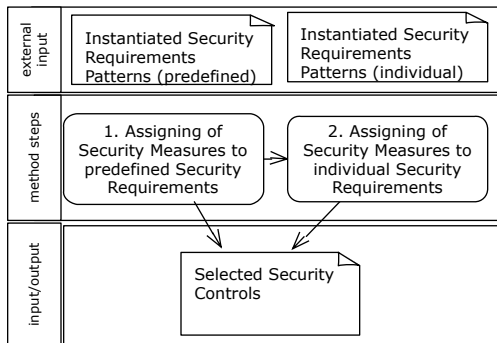 external
input
Instantiated Security
Requirements
Patterns (predefined)
Instantiated Security
Requirements
Patterns (individual)
method steps
1. Assigning of
Security Measures to
predefined Security
Requirements
2. Assigning of
Security Measures to
individual Security
Requirements
input/output
Selected Security
Controls